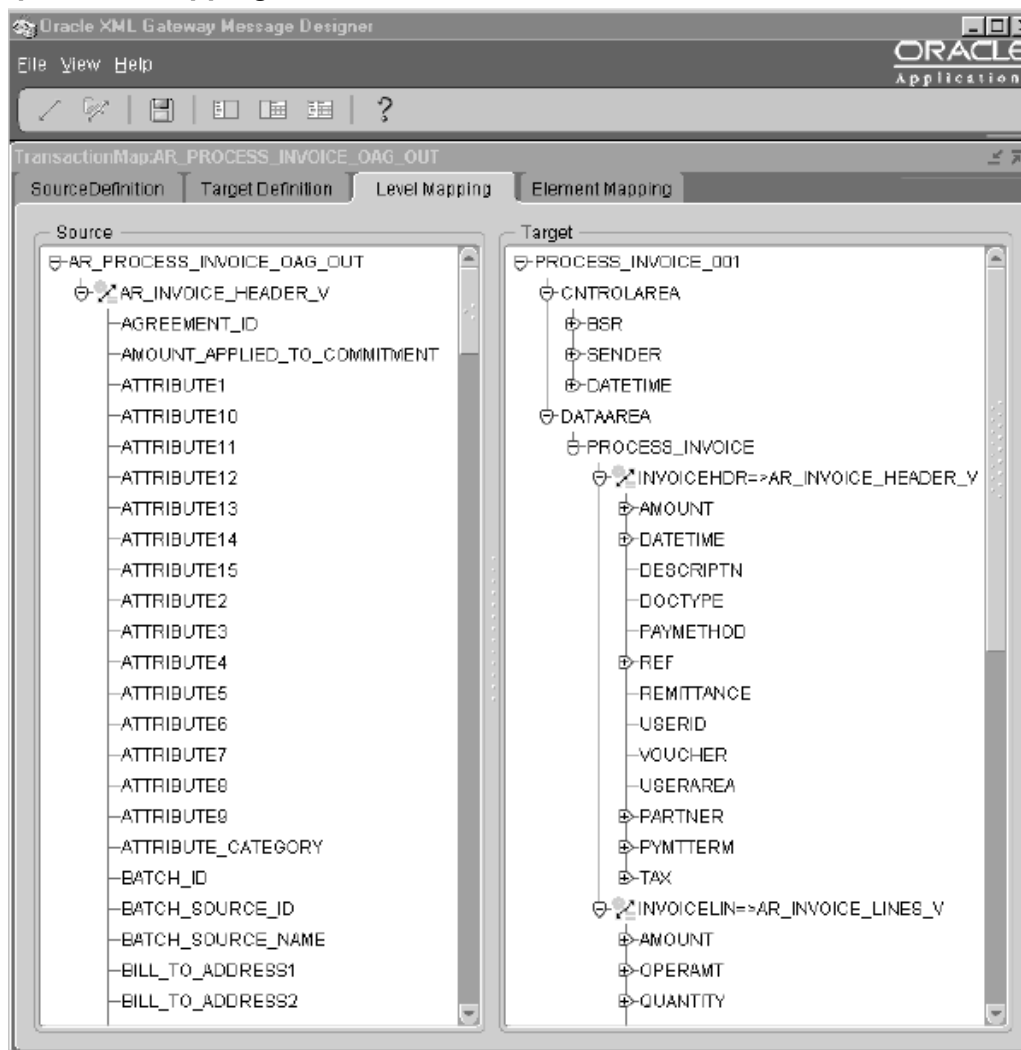 Oracle XML Gateway Message Designer
File View Help
ORACLE
Application
?
TransactionMap:AR_PROCESS_INVOICE_OAG_OUT
SourceDefinition Target Definition Level Mapping Element Mapping
Source
AR_PROCESS_INVOICE_OAG_OUT
AR_INVOICE_HEADER_V
AGREEMENT_ID
AMOUNT_APPLIED_TO_COMMITMENT
ATTRIBUTE1
ATTRIBUTE10
ATTRIBUTE11
ATTRIBUTE12
ATTRIBUTE13
ATTRIBUTE14
ATTRIBUTE15
ATTRIBUTE2
ATTRIBUTE3
ATTRIBUTE4
ATTRIBUTE5
ATTRIBUTE6
ATTRIBUTE7
ATTRIBUTE8
ATTRIBUTE9
ATTRIBUTE_CATEGORY
BATCH_ID
BATCH_SOURCE_ID
BATCH_SOURCE_NAME
BILL_TO_ADDRESS1
BILL_TO_ADDRESS2
Target
PROCESS_INVOICE_001
CNTROLAREA
BSR
SENDER
DATETIME
DATAAREA
PROCESS_INVOICE
INVOICEHDR=>AR_INVOICE_HEADER_V
AMOUNT
DATETIME
DESCRIPTN
DOCTYPE
PAYMETHOD
REF
REMITTANCE
USERID
VOUCHER
USERAREA
PARTNER
PYMTTERM
TAX
INVOICELIN=>AR_INVOICE_LINES_V
AMOUNT
OPERAMT
QUANTITY